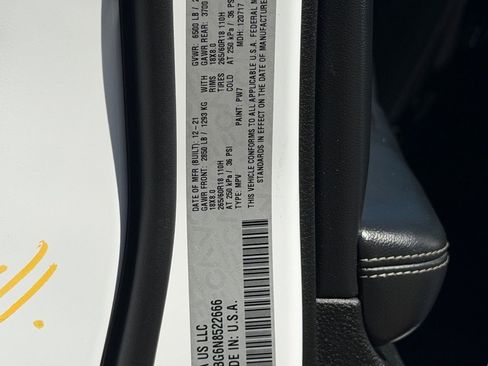 A US LLC
BG6N8522666
DE IN: U.S.A.
DATE OF MFR (BUILT): 12-21 GVWR: 6500 LB /
GAWR FRONT: 2850 LB / 1293 KG WITH GAWR REAR: 3700
18X8.0 RIMS 18X8.0
265/60R18 110H TIRES 265/60R18 110H
AT 250 kPa / 36 PSI COLD AT 250 kPa / 36 PSI
TYPE: MPV PAINT: PW7 MDH: 120717
THIS VEHICLE CONFORMS TO ALL APPLICABLE U.S.A. FEDERAL M
STANDARDS IN EFFECT ON THE DATE OF MANUFACTURE